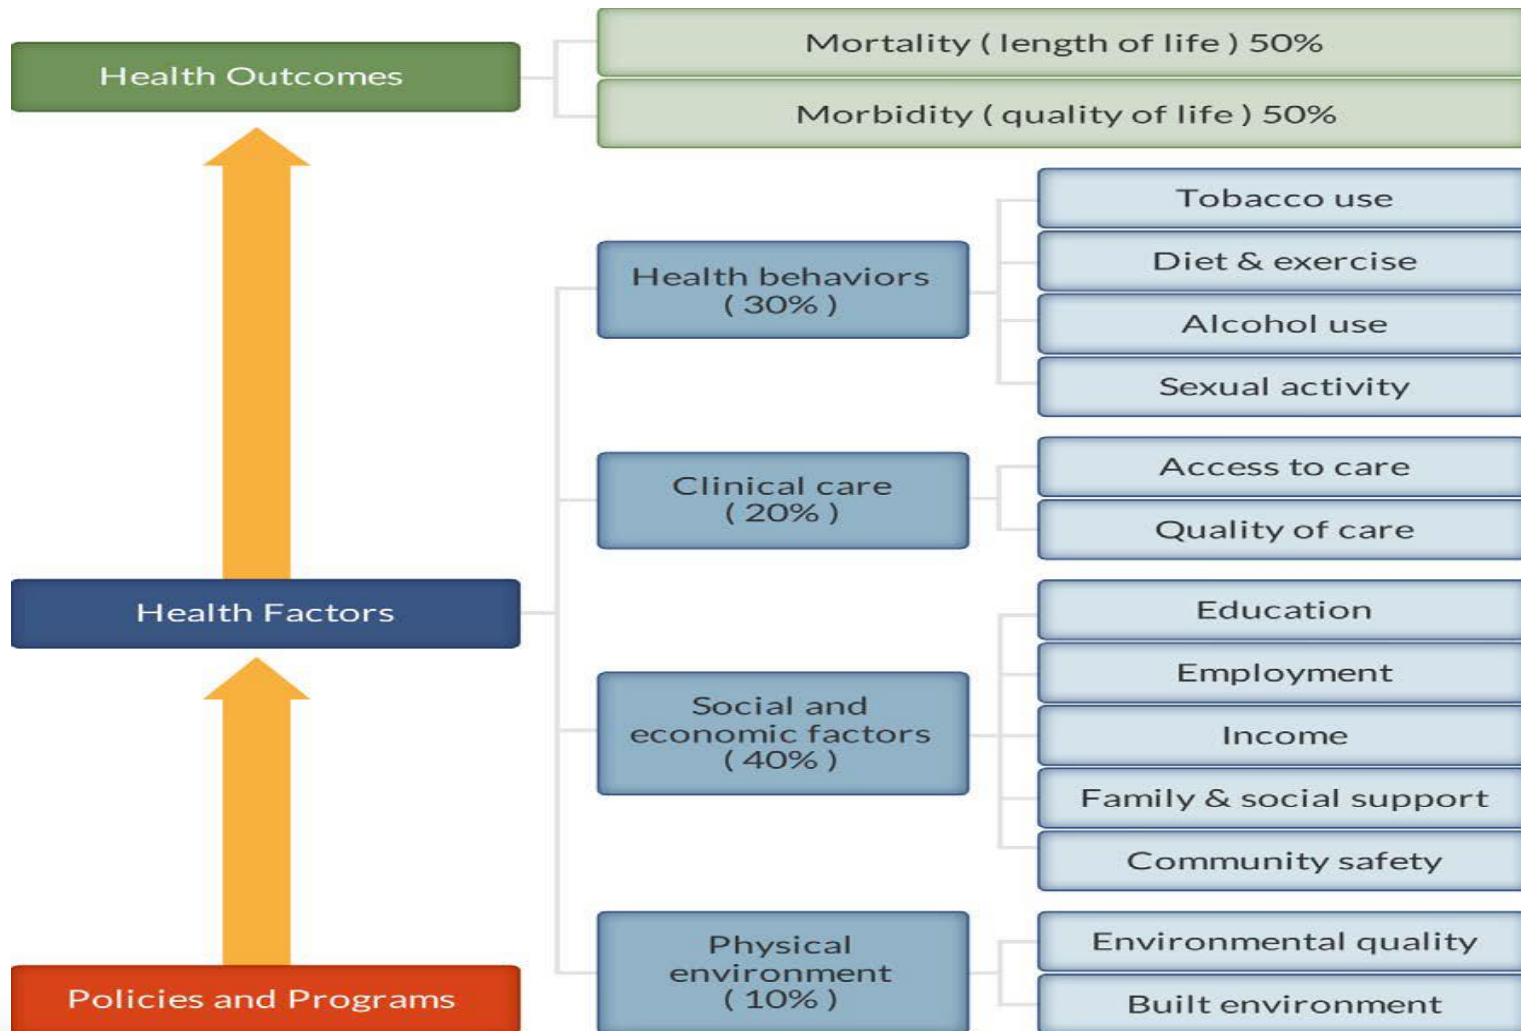 Health Outcomes
Mortality ( length of life ) 50%
Morbidity ( quality of life ) 50%
Health Factors
Health behaviors
( 30% )
Tobacco use
Diet & exercise
Alcohol use
Sexual activity
Clinical care
( 20% )
Access to care
Quality of care
Social and
economic factors
( 40% )
Education
Employment
Income
Family & social support
Community safety
Physical
environment
( 10% )
Environmental quality
Built environment
Policies and Programs